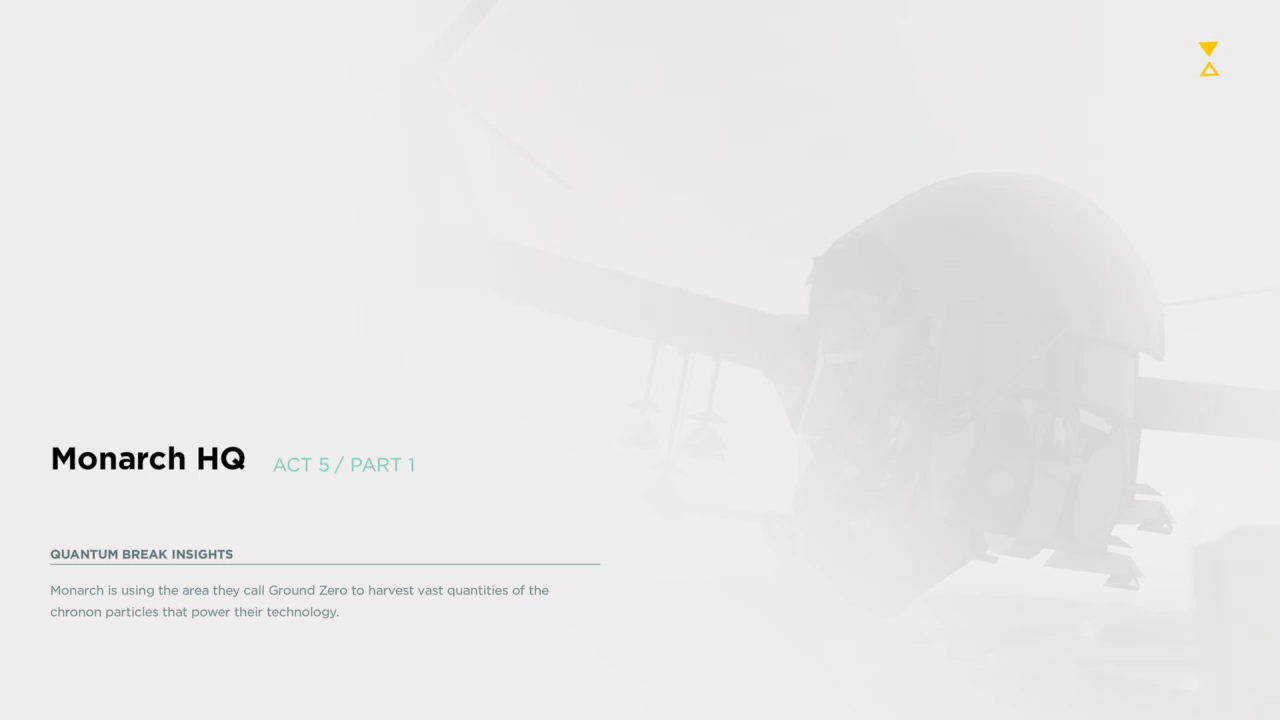 Monarch HQ ACT 5 / PART 1
QUANTUM BREAK INSIGHTS
Monarch is using the area they call Ground Zero to harvest vast quantities of the
chronon particles that power their technology.